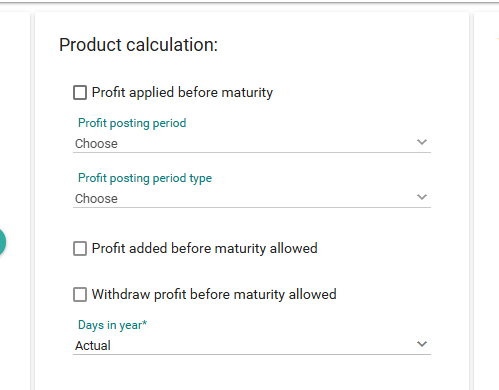 Product calculation:
Profit applied before maturity
Profit posting period
Choose
Profit posting period type
Choose
Profit added before maturity allowed
Withdraw profit before maturity allowed
Days in year*
Actual